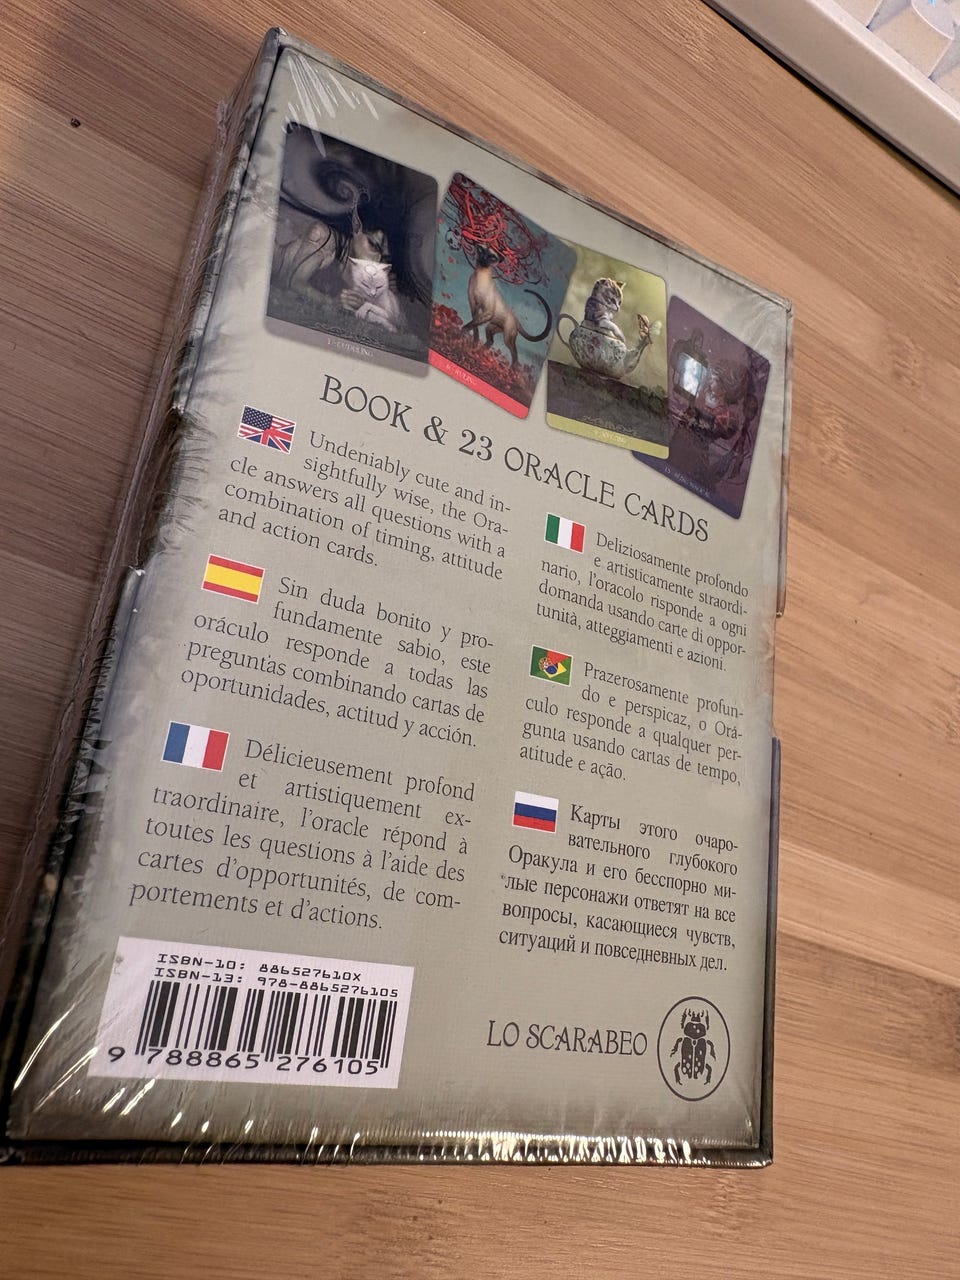 BOOK & 23 ORACLE CARDS
Undeniably cute and in-
sightfully wise, the Ora-
cle answers all questions with a
combination of timing, attitude
and action cards.
Sin duda bonito y pro-
fundamente sabio, este
oráculo responde a todas las
preguntas combinando cartas de
oportunidades, actitud y acción.
Délicieusement profond
et artistiquement ex-
traordinaire, l'oracle répond à
toutes les questions à l'aide des
cartes d'opportunités, de com-
portements et d'actions.
Deliziosamente profondo
e artisticamente straordi-
nario, l'oracolo risponde a ogni
domanda usando carte di oppor-
tunità, atteggiamenti e azioni.
Prazerosamente profun-
do e perspicaz, o Orá-
culo responde a qualquer per-
gunta usando cartas de tempo,
atitude e ação.
Карты этого очаро-
вательного глубокого
Оракула и его бесспорно ми-
лые персонажи ответят на все
вопросы, касающиеся чувств,
ситуаций и повседневных дел.
ISBN-10: 886527610X
ISBN-13: 978-8865276105
9 788865 276105
LO SCARABEO